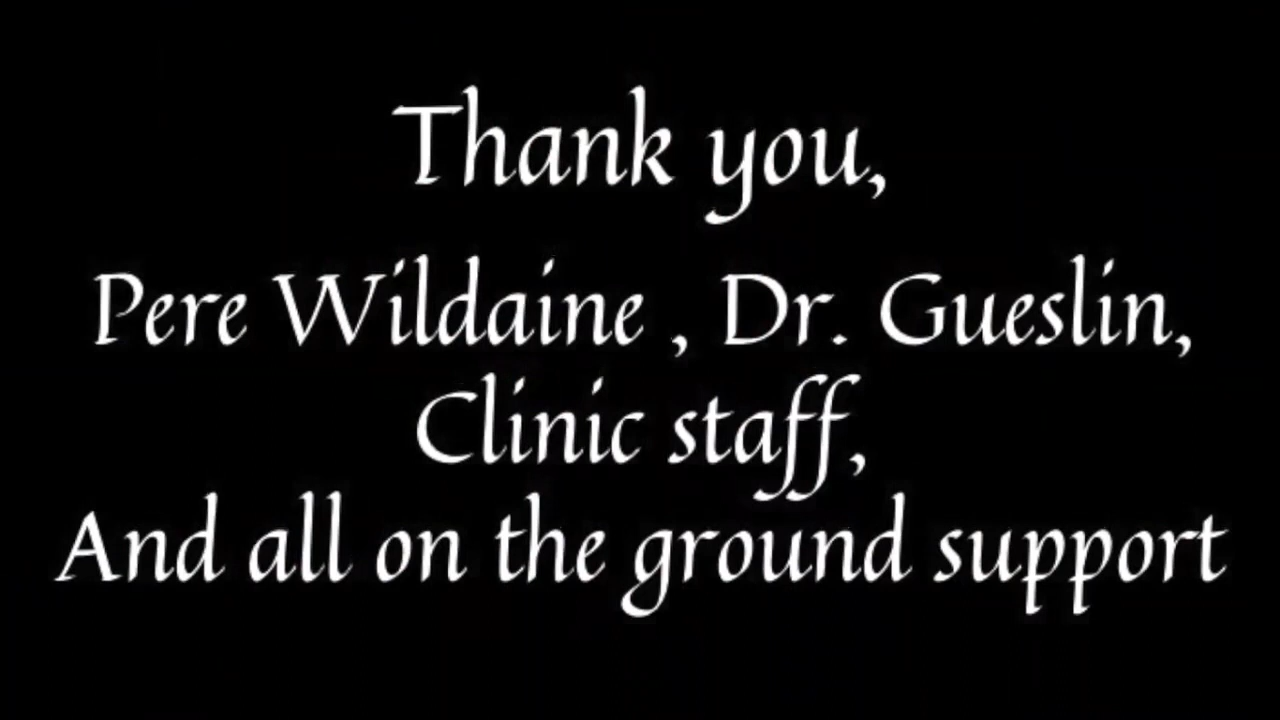 Thank you,
Pere Wildaine , Dr. Gueslin,
Clinic staff,
And all on the ground support